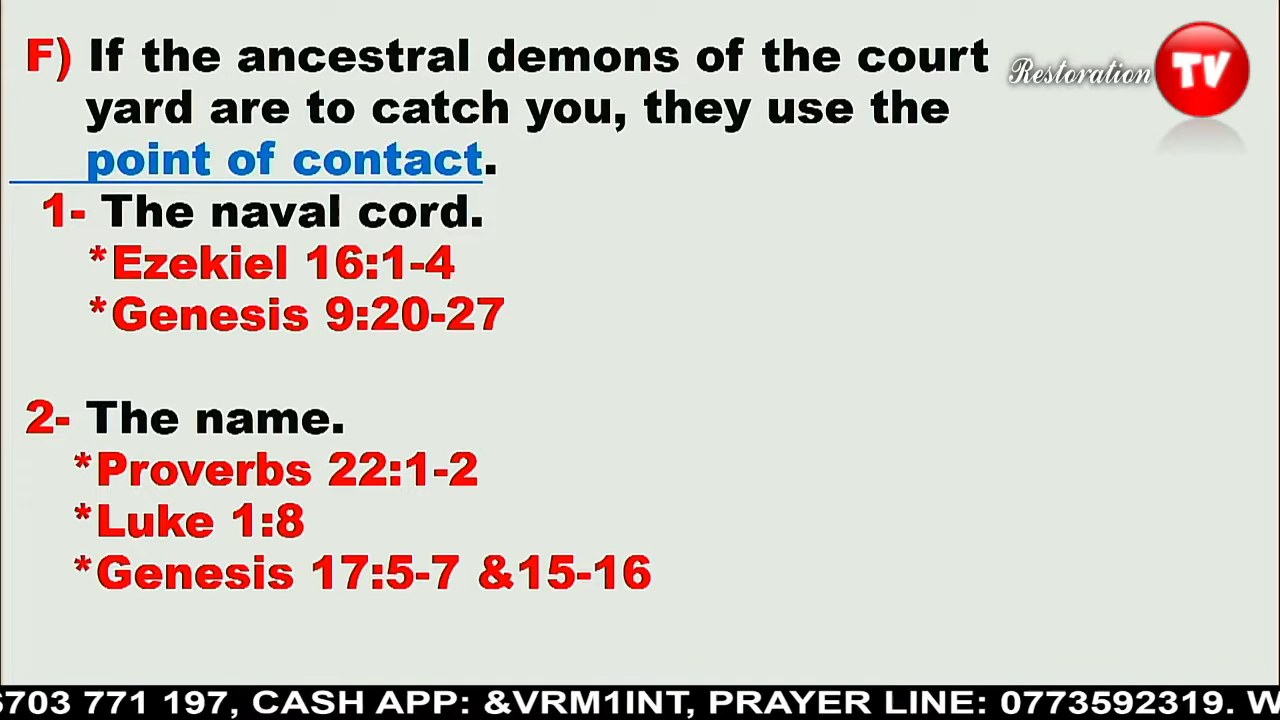 F) If the ancestral demons of the court
yard are to catch you, they use the
point of contact.
1- The naval cord.
*Ezekiel 16:1-4
*Genesis 9:20-27
2- The name.
*Proverbs 22:1-2
*Luke 1:8
*Genesis 17:5-7 &15-16
Restoration TV
703 771 197, CASH APP: &VRM1INT, PRAYER LINE: 0773592319. W